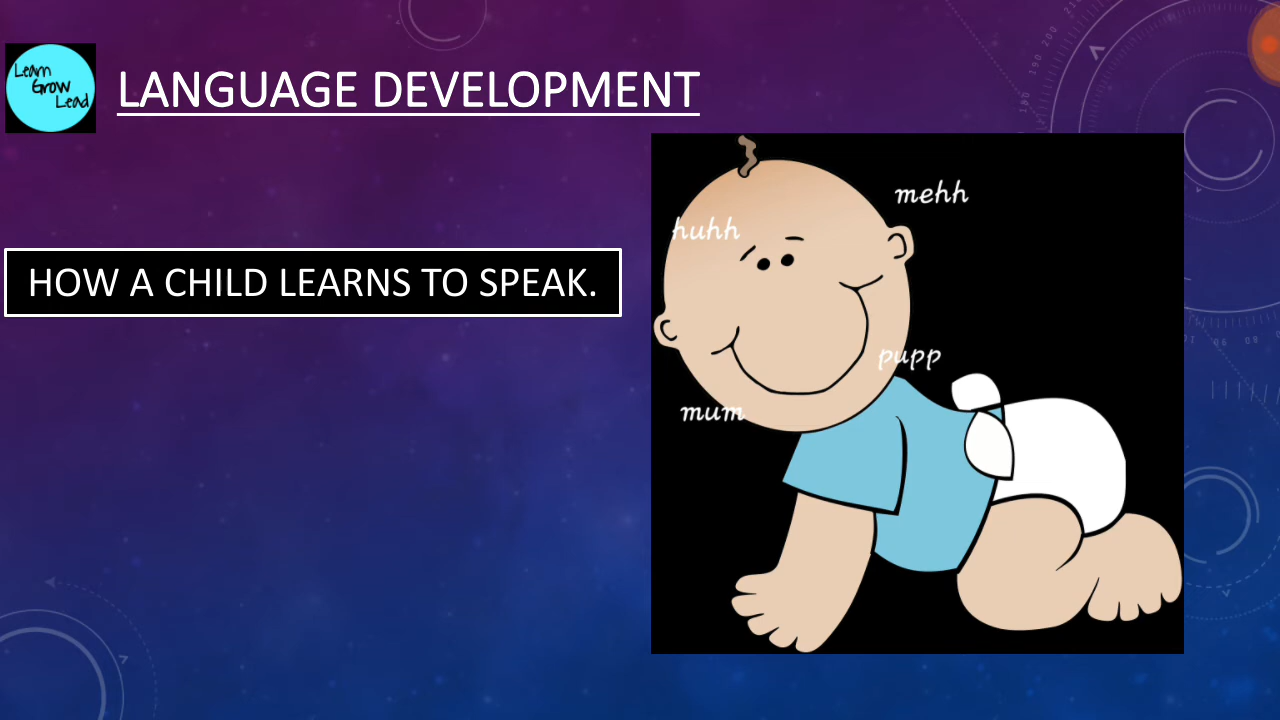 Learn
Grow
Lead
LANGUAGE DEVELOPMENT
HOW A CHILD LEARNS TO SPEAK.
mehh
huhh
pupp
mum